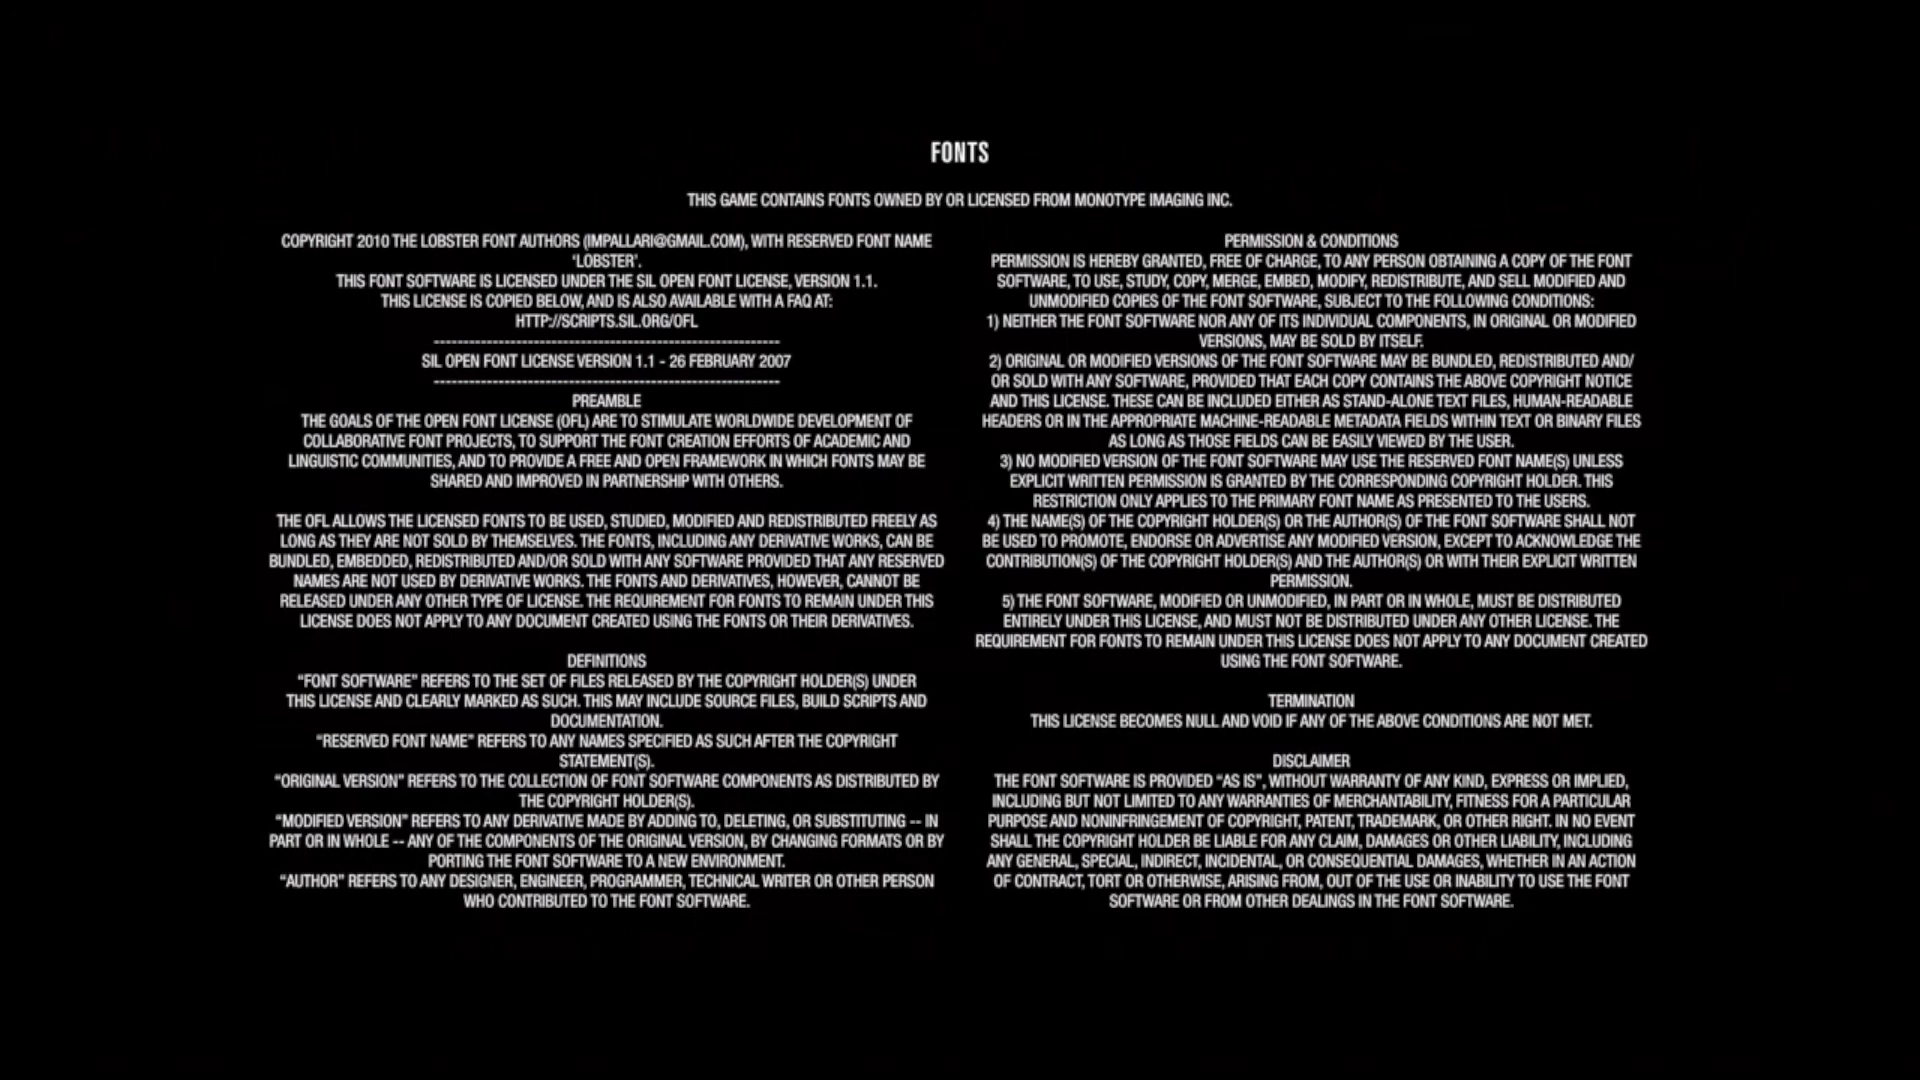 FONTS
THIS GAME CONTAINS FONTS OWNED BY OR LICENSED FROM MONOTYPE IMAGING INC.
COPYRIGHT 2010 THE LOBSTER FONT AUTHORS (IMPALLARI@GMAIL.COM), WITH RESERVED FONT NAME
"LOBSTER".
THIS FONT SOFTWARE IS LICENSED UNDER THE SIL OPEN FONT LICENSE, VERSION 1.1.
THIS LICENSE IS COPIED BELOW, AND IS ALSO AVAILABLE WITH A FAQ AT:
HTTP://SCRIPTS.SIL.ORG/OFL
-----------------------------------------------------------
SIL OPEN FONT LICENSE VERSION 1.1 - 26 FEBRUARY 2007
-----------------------------------------------------------
PREAMBLE
THE GOALS OF THE OPEN FONT LICENSE (OFL) ARE TO STIMULATE WORLDWIDE DEVELOPMENT OF
COLLABORATIVE FONT PROJECTS, TO SUPPORT THE FONT CREATION EFFORTS OF ACADEMIC AND
LINGUISTIC COMMUNITIES, AND TO PROVIDE A FREE AND OPEN FRAMEWORK IN WHICH FONTS MAY BE
SHARED AND IMPROVED IN PARTNERSHIP WITH OTHERS.
THE OFL ALLOWS THE LICENSED FONTS TO BE USED, STUDIED, MODIFIED AND REDISTRIBUTED FREELY AS
LONG AS THEY ARE NOT SOLD BY THEMSELVES. THE FONTS, INCLUDING ANY DERIVATIVE WORKS, CAN BE
BUNDLED, EMBEDDED, REDISTRIBUTED AND/OR SOLD WITH ANY SOFTWARE PROVIDED THAT ANY RESERVED
NAMES ARE NOT USED BY DERIVATIVE WORKS. THE FONTS AND DERIVATIVES, HOWEVER, CANNOT BE
RELEASED UNDER ANY OTHER TYPE OF LICENSE. THE REQUIREMENT FOR FONTS TO REMAIN UNDER THIS
LICENSE DOES NOT APPLY TO ANY DOCUMENT CREATED USING THE FONTS OR THEIR DERIVATIVES.
DEFINITIONS
“FONT SOFTWARE” REFERS TO THE SET OF FILES RELEASED BY THE COPYRIGHT HOLDER(S) UNDER
THIS LICENSE AND CLEARLY MARKED AS SUCH. THIS MAY INCLUDE SOURCE FILES, BUILD SCRIPTS AND
DOCUMENTATION.
“RESERVED FONT NAME” REFERS TO ANY NAMES SPECIFIED AS SUCH AFTER THE COPYRIGHT
STATEMENT(S).
“ORIGINAL VERSION” REFERS TO THE COLLECTION OF FONT SOFTWARE COMPONENTS AS DISTRIBUTED BY
THE COPYRIGHT HOLDER(S).
“MODIFIED VERSION” REFERS TO ANY DERIVATIVE MADE BY ADDING TO, DELETING, OR SUBSTITUTING -- IN
PART OR IN WHOLE -- ANY OF THE COMPONENTS OF THE ORIGINAL VERSION, BY CHANGING FORMATS OR BY
PORTING THE FONT SOFTWARE TO A NEW ENVIRONMENT.
“AUTHOR” REFERS TO ANY DESIGNER, ENGINEER, PROGRAMMER, TECHNICAL WRITER OR OTHER PERSON
WHO CONTRIBUTED TO THE FONT SOFTWARE.
PERMISSION & CONDITIONS
PERMISSION IS HEREBY GRANTED, FREE OF CHARGE, TO ANY PERSON OBTAINING A COPY OF THE FONT
SOFTWARE, TO USE, STUDY, COPY, MERGE, EMBED, MODIFY, REDISTRIBUTE, AND SELL MODIFIED AND
UNMODIFIED COPIES OF THE FONT SOFTWARE, SUBJECT TO THE FOLLOWING CONDITIONS:
1) NEITHER THE FONT SOFTWARE NOR ANY OF ITS INDIVIDUAL COMPONENTS, IN ORIGINAL OR MODIFIED
VERSIONS, MAY BE SOLD BY ITSELF.
2) ORIGINAL OR MODIFIED VERSIONS OF THE FONT SOFTWARE MAY BE BUNDLED, REDISTRIBUTED AND/
OR SOLD WITH ANY SOFTWARE, PROVIDED THAT EACH COPY CONTAINS THE ABOVE COPYRIGHT NOTICE
AND THIS LICENSE. THESE CAN BE INCLUDED EITHER AS STAND-ALONE TEXT FILES, HUMAN-READABLE
HEADERS OR IN THE APPROPRIATE MACHINE-READABLE METADATA FIELDS WITHIN TEXT OR BINARY FILES
AS LONG AS THOSE FIELDS CAN BE EASILY VIEWED BY THE USER.
3) NO MODIFIED VERSION OF THE FONT SOFTWARE MAY USE THE RESERVED FONT NAME(S) UNLESS
EXPLICIT WRITTEN PERMISSION IS GRANTED BY THE CORRESPONDING COPYRIGHT HOLDER. THIS
RESTRICTION ONLY APPLIES TO THE PRIMARY FONT NAME AS PRESENTED TO THE USERS.
4) THE NAME(S) OF THE COPYRIGHT HOLDER(S) OR THE AUTHOR(S) OF THE FONT SOFTWARE SHALL NOT
BE USED TO PROMOTE, ENDORSE OR ADVERTISE ANY MODIFIED VERSION, EXCEPT TO ACKNOWLEDGE THE
CONTRIBUTION(S) OF THE COPYRIGHT HOLDER(S) AND THE AUTHOR(S) OR WITH THEIR EXPLICIT WRITTEN
PERMISSION.
5) THE FONT SOFTWARE, MODIFIED OR UNMODIFIED, IN PART OR IN WHOLE, MUST BE DISTRIBUTED
ENTIRELY UNDER THIS LICENSE, AND MUST NOT BE DISTRIBUTED UNDER ANY OTHER LICENSE. THE
REQUIREMENT FOR FONTS TO REMAIN UNDER THIS LICENSE DOES NOT APPLY TO ANY DOCUMENT CREATED
USING THE FONT SOFTWARE.
TERMINATION
THIS LICENSE BECOMES NULL AND VOID IF ANY OF THE ABOVE CONDITIONS ARE NOT MET.
DISCLAIMER
THE FONT SOFTWARE IS PROVIDED “AS IS”, WITHOUT WARRANTY OF ANY KIND, EXPRESS OR IMPLIED,
INCLUDING BUT NOT LIMITED TO ANY WARRANTIES OF MERCHANTABILITY, FITNESS FOR A PARTICULAR
PURPOSE AND NONINFRINGEMENT OF COPYRIGHT, PATENT, TRADEMARK, OR OTHER RIGHT. IN NO EVENT
SHALL THE COPYRIGHT HOLDER BE LIABLE FOR ANY CLAIM, DAMAGES OR OTHER LIABILITY, INCLUDING
ANY GENERAL, SPECIAL, INDIRECT, INCIDENTAL, OR CONSEQUENTIAL DAMAGES, WHETHER IN AN ACTION
OF CONTRACT, TORT OR OTHERWISE, ARISING FROM, OUT OF THE USE OR INABILITY TO USE THE FONT
SOFTWARE OR FROM OTHER DEALINGS IN THE FONT SOFTWARE.